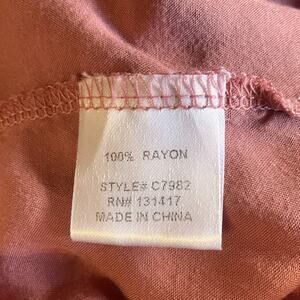 100% RAYON
STYLE# C7982
RN# 131417
MADE IN CHINA